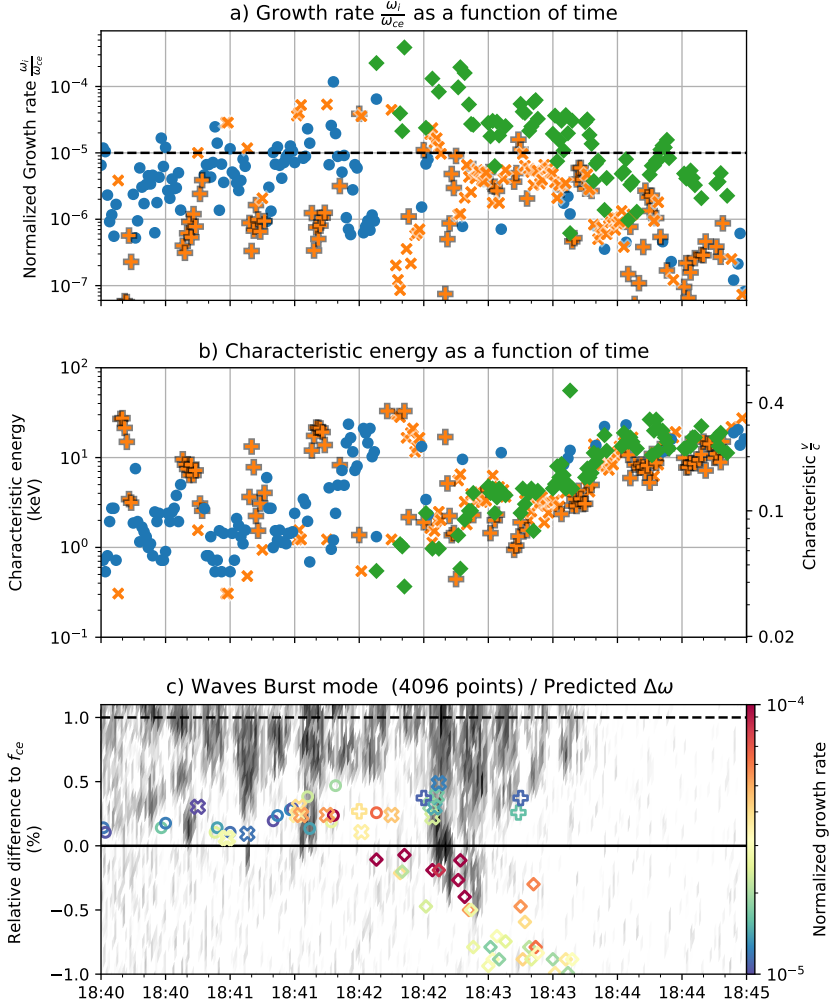 a) Growth rate ωi/ωce as a function of time
Normalized Growth rate ωi/ωce
10⁻⁴
10⁻⁵
10⁻⁶
10⁻⁷
b) Characteristic energy as a function of time
Characteristic energy
(keV)
10²
10¹
10⁰
10⁻¹
0.4
0.1
0.02
Characteristic v/c
c) Waves Burst mode (4096 points) / Predicted Δω
Relative difference to fce
(%)
1.0
0.5
0.0
−0.5
−1.0
18:40 18:40 18:41 18:41 18:42 18:42 18:43 18:43 18:44 18:44 18:45
10⁻⁴
10⁻⁵
Normalized growth rate